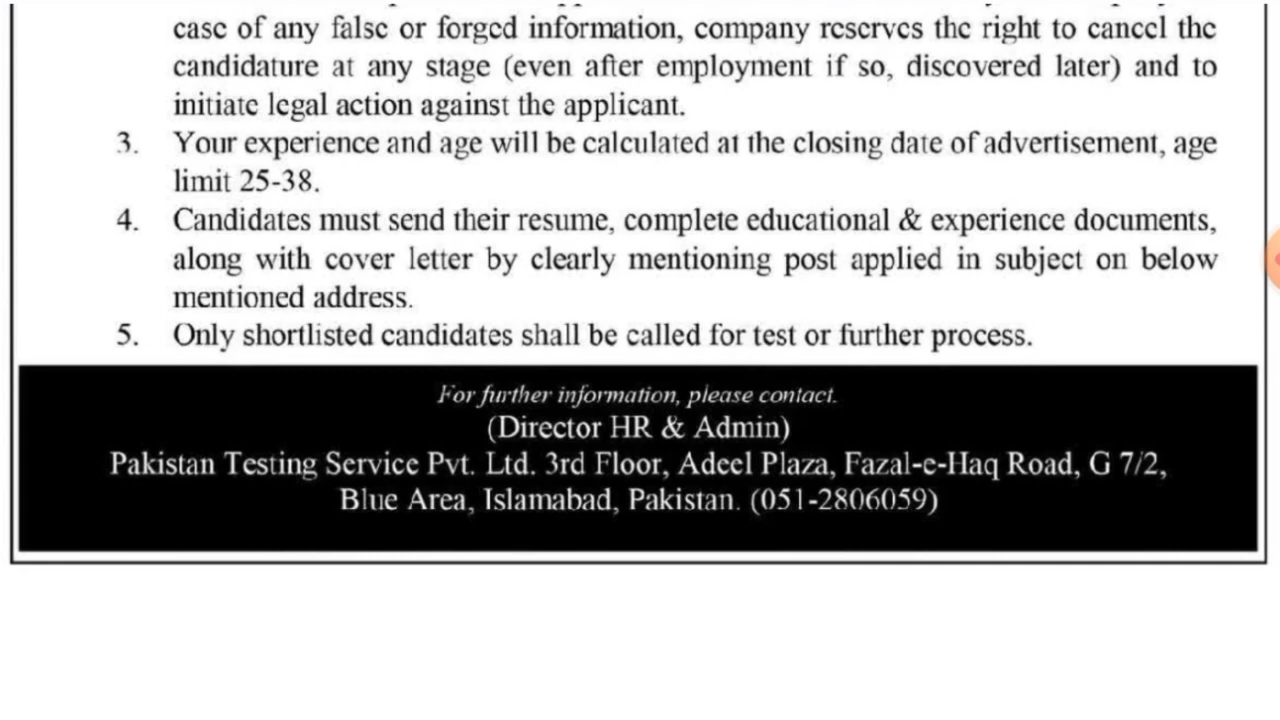 case of any false or forged information, company reserves the right to cancel the
candidature at any stage (even after employment if so, discovered later) and to
initiate legal action against the applicant.
3. Your experience and age will be calculated at the closing date of advertisement, age
limit 25-38.
4. Candidates must send their resume, complete educational & experience documents,
along with cover letter by clearly mentioning post applied in subject on below
mentioned address.
5. Only shortlisted candidates shall be called for test or further process.
For further information, please contact.
(Director HR & Admin)
Pakistan Testing Service Pvt. Ltd. 3rd Floor, Adeel Plaza, Fazal-e-Haq Road, G 7/2,
Blue Area, Islamabad, Pakistan. (051-2806059)